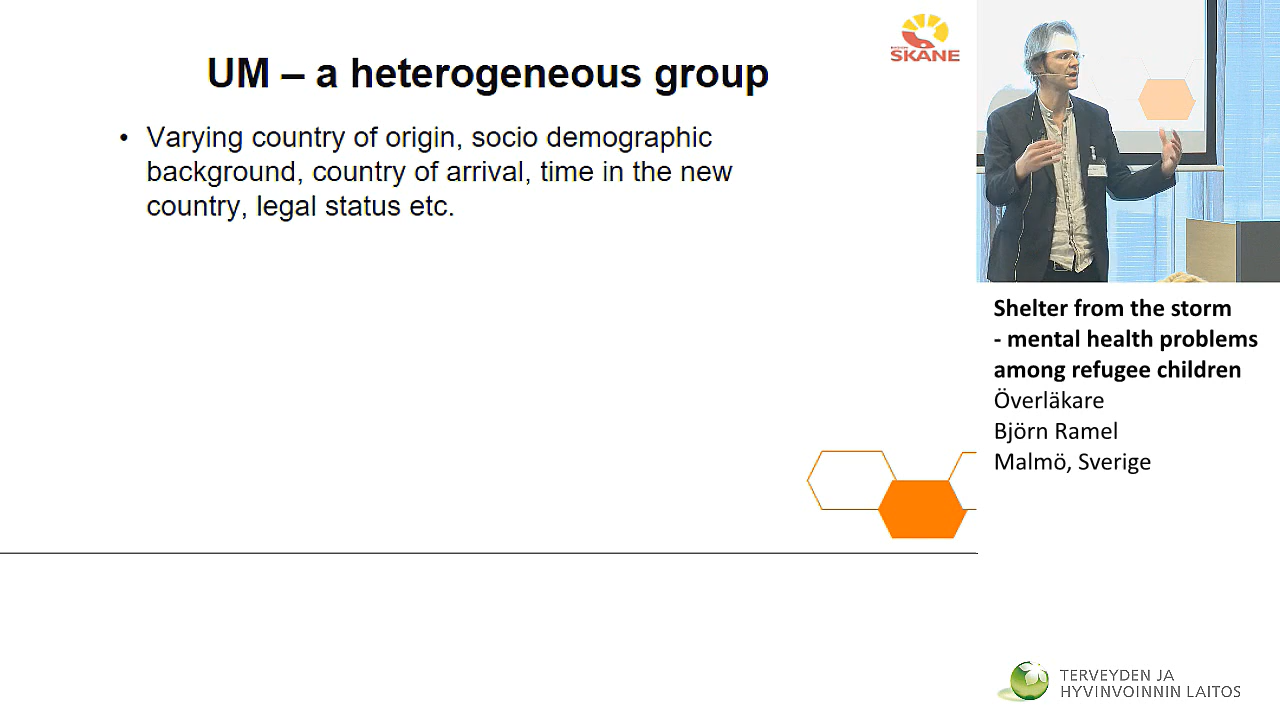 SKANE
UM – a heterogeneous group
• Varying country of origin, socio demographic
background, country of arrival, time in the new
country, legal status etc.
Shelter from the storm
- mental health problems
among refugee children
Överläkare
Björn Ramel
Malmö, Sverige
TERVEYDEN JA
HYVINVOINNIN LAITOS